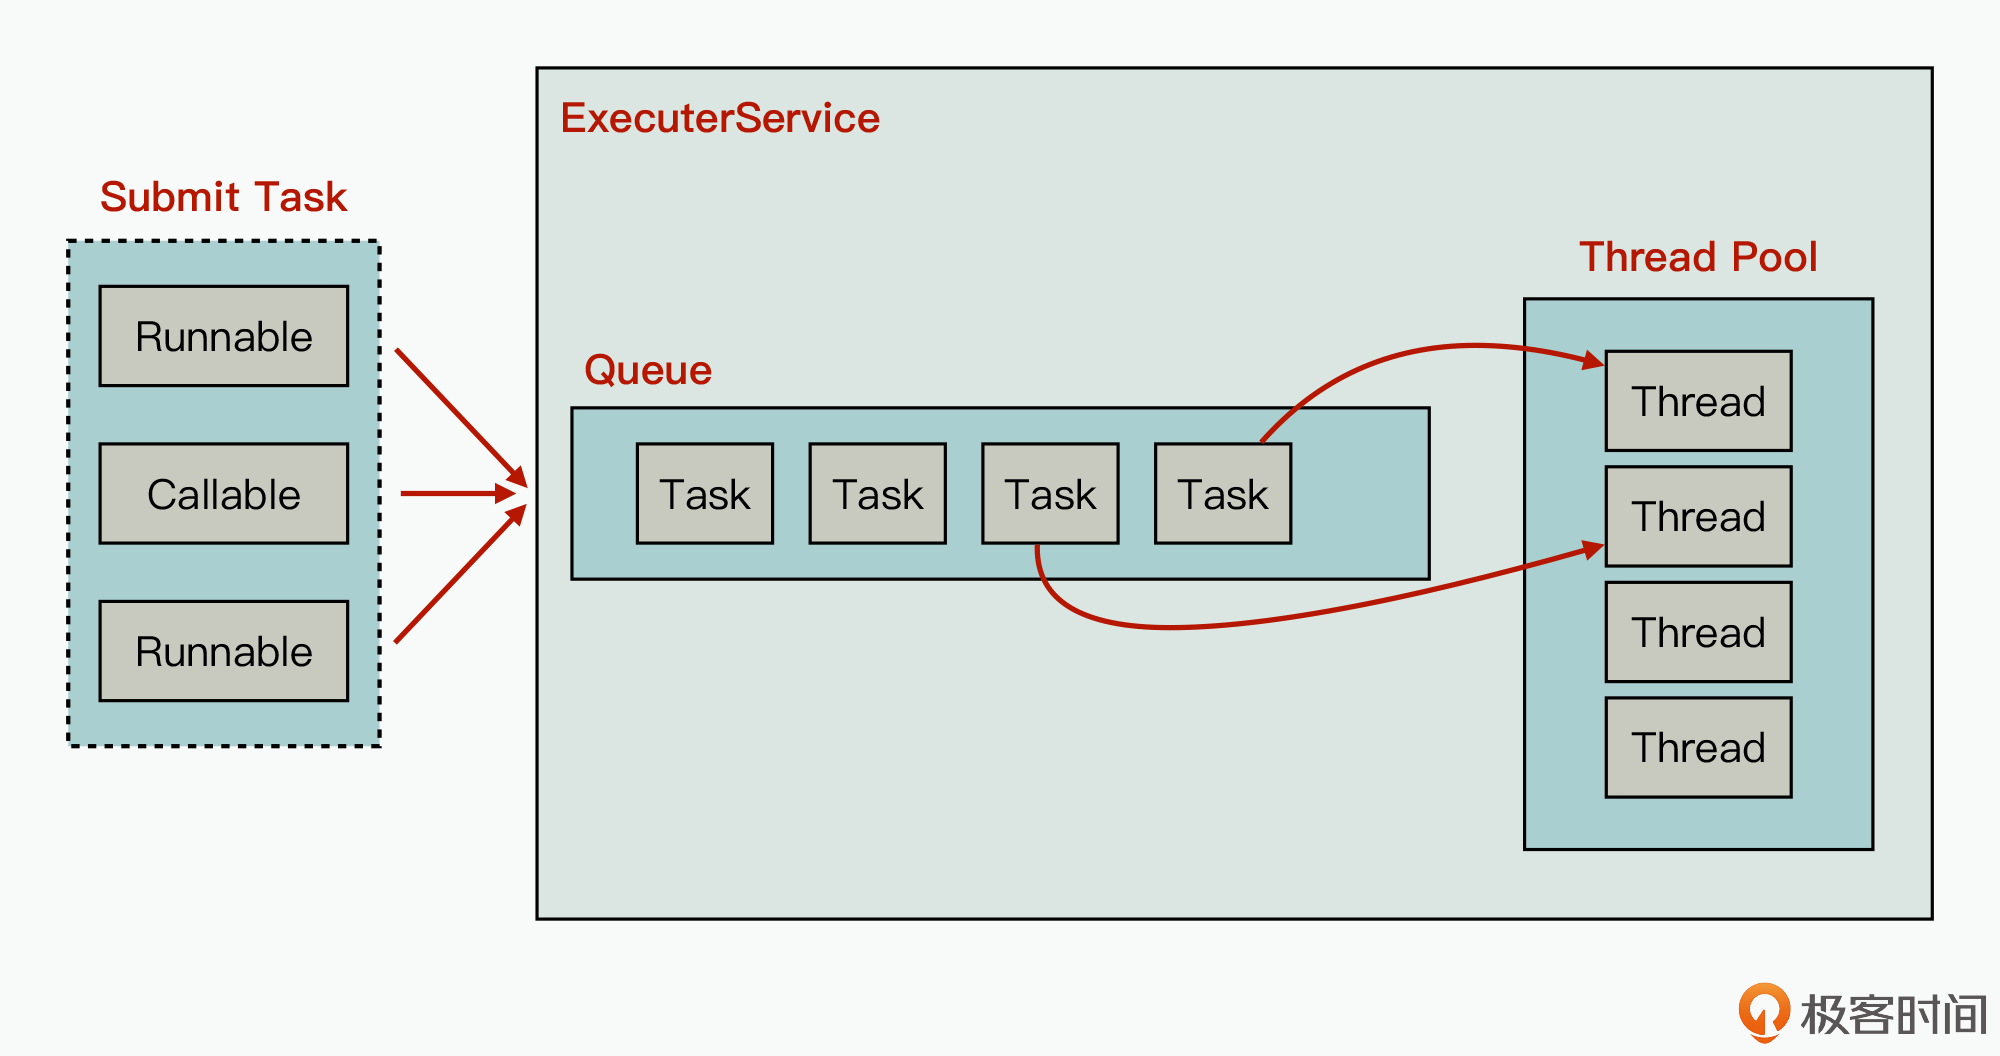 ExecuterService
Submit Task
Runnable
Callable
Runnable
Queue
Task
Task
Task
Task
Thread Pool
Thread
Thread
Thread
Thread
极客时间